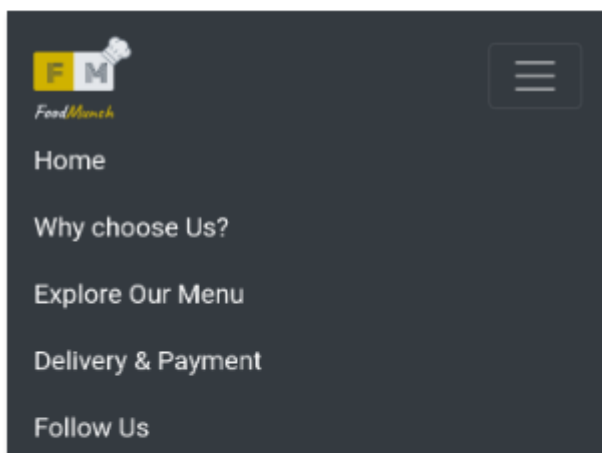 F M
FoodMunch
Home
Why choose Us?
Explore Our Menu
Delivery & Payment
Follow Us